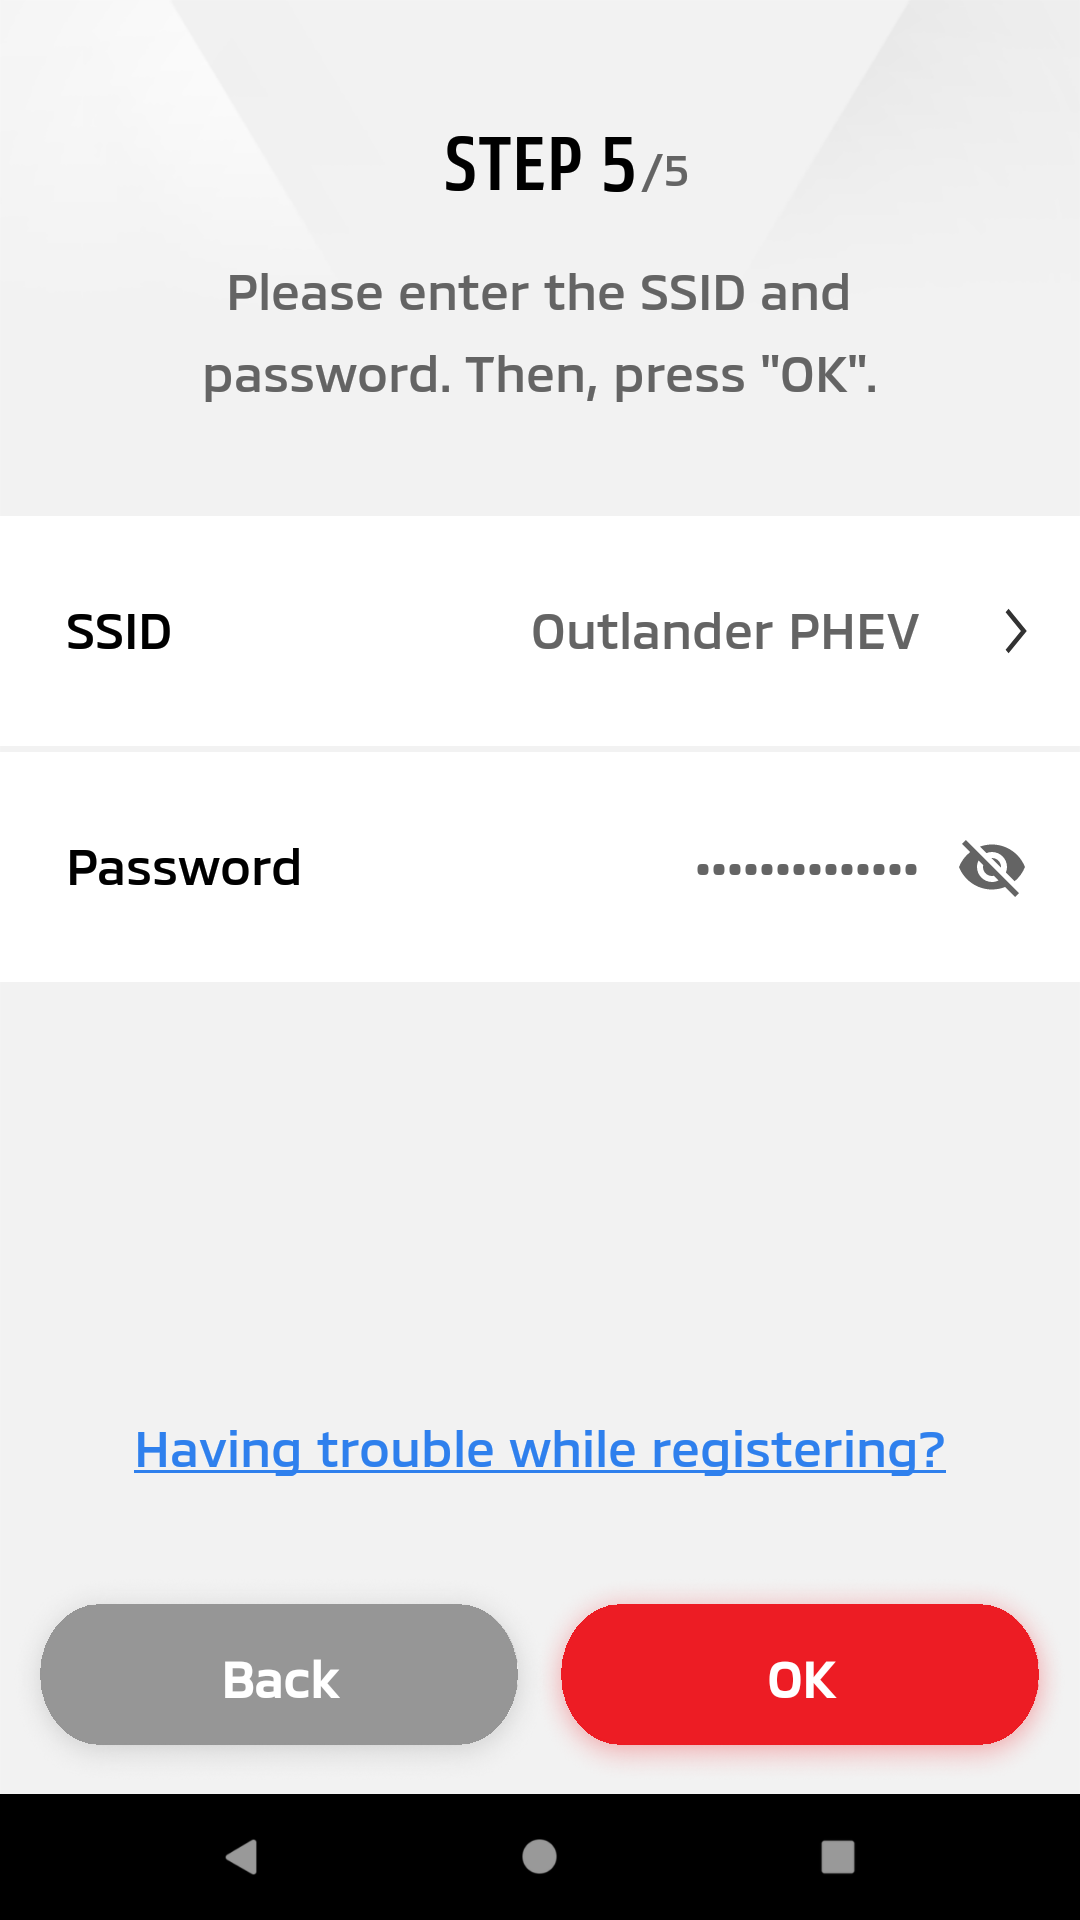 STEP 5/5
Please enter the SSID and
password. Then, press "OK".
SSID Outlander PHEV
Password ••••••••••••••
Having trouble while registering?
Back OK